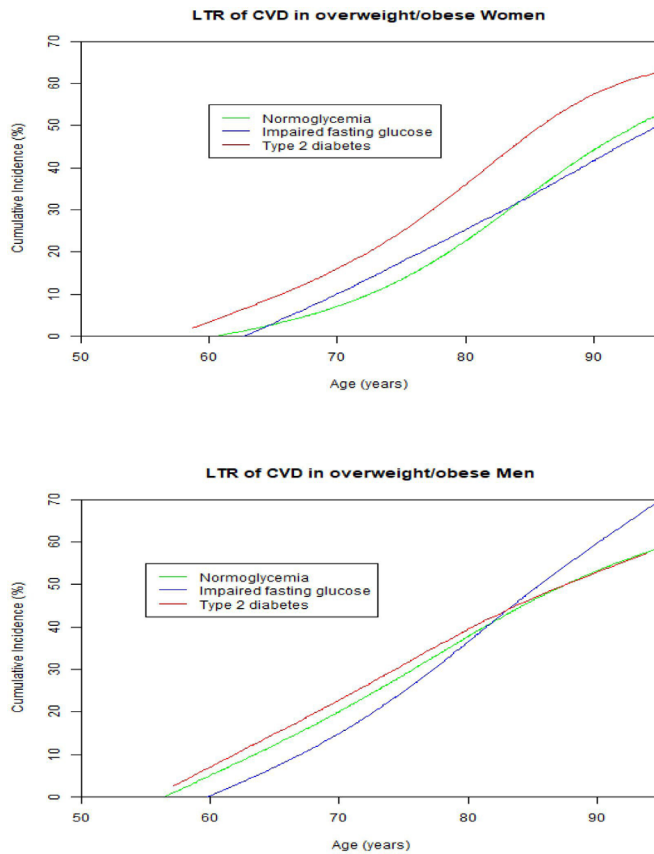 LTR of CVD in overweight/obese Women
70
60
50
40
30
20
10
0
Cumulative Incidence (%)
Normoglycemia
Impaired fasting glucose
Type 2 diabetes
50 60 70 80 90
Age (years)
LTR of CVD in overweight/obese Men
70
60
50
40
30
20
10
0
Cumulative Incidence (%)
Normoglycemia
Impaired fasting glucose
Type 2 diabetes
50 60 70 80 90
Age (years)